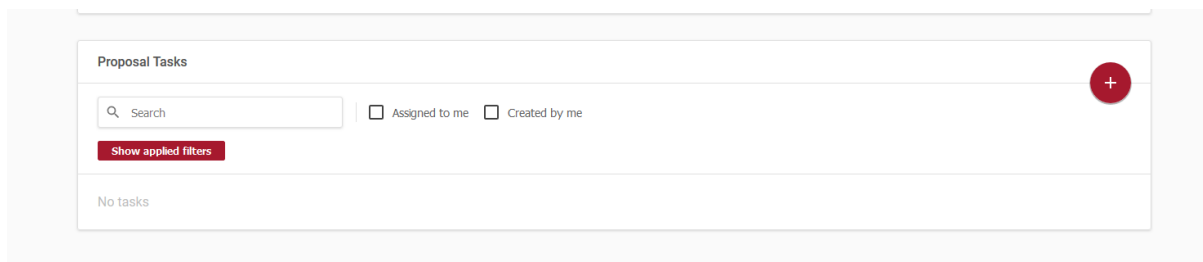 Proposal Tasks
+
Search
Assigned to me
Created by me
Show applied filters
No tasks